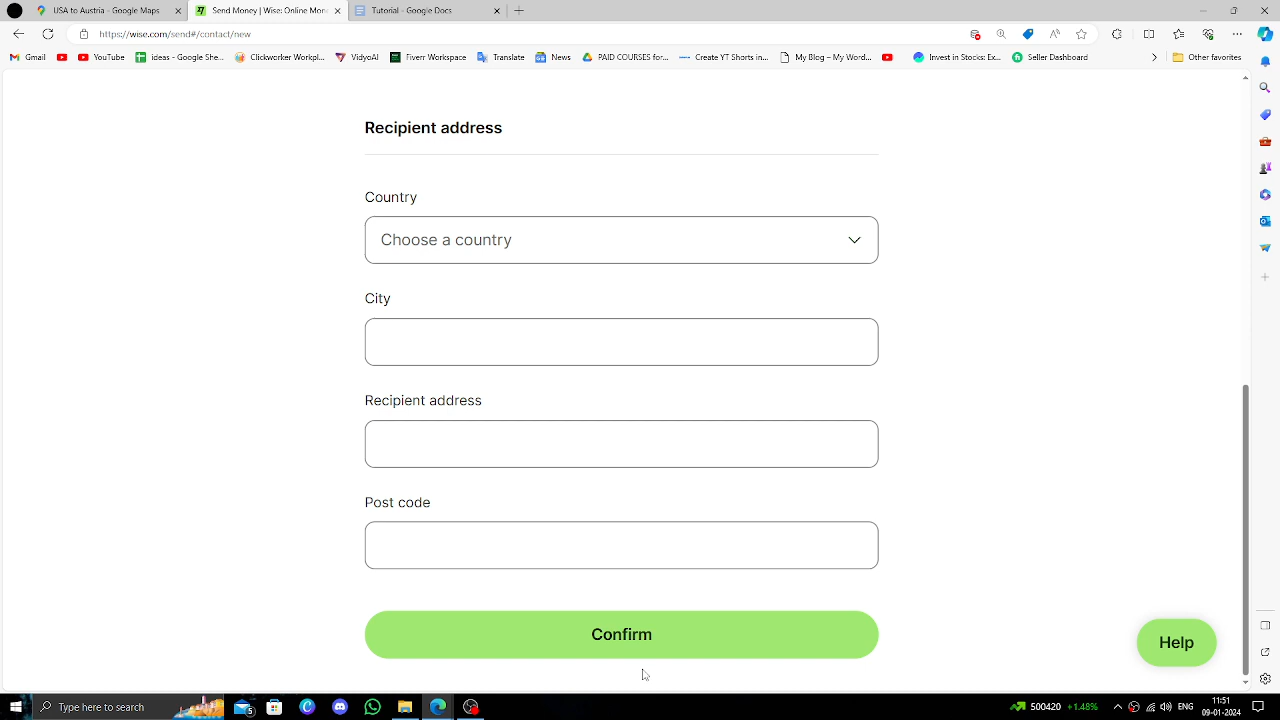 USA to Austria - Google Maps
Send Money | Wise: Online Mon
Tutorial - Google Docs
https://wise.com/send#/contact/new
Gmail
YouTube
ideas - Google She...
Clickworker Workpl...
VidyoAI
Fiverr Workspace
Translate
News
PAID COURSES for...
Create YT Shorts in...
My Blog – My Word...
Invest in Stocks: Ex...
Seller Dashboard
Other favorites
Recipient address
Country
Choose a country
City
Recipient address
Post code
Confirm
Help
Type here to search
5
500420 +1.48%
ENG
11:51
09-01-2024